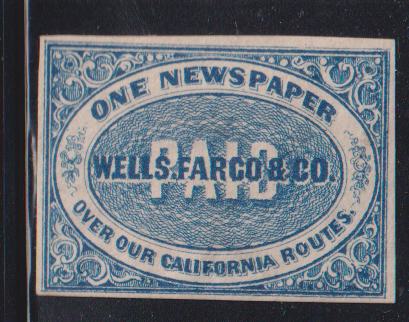 ONE NEWSPAPER
PAID
WELLS.FARGO & CO.
OVER OUR CALIFORNIA ROUTES.